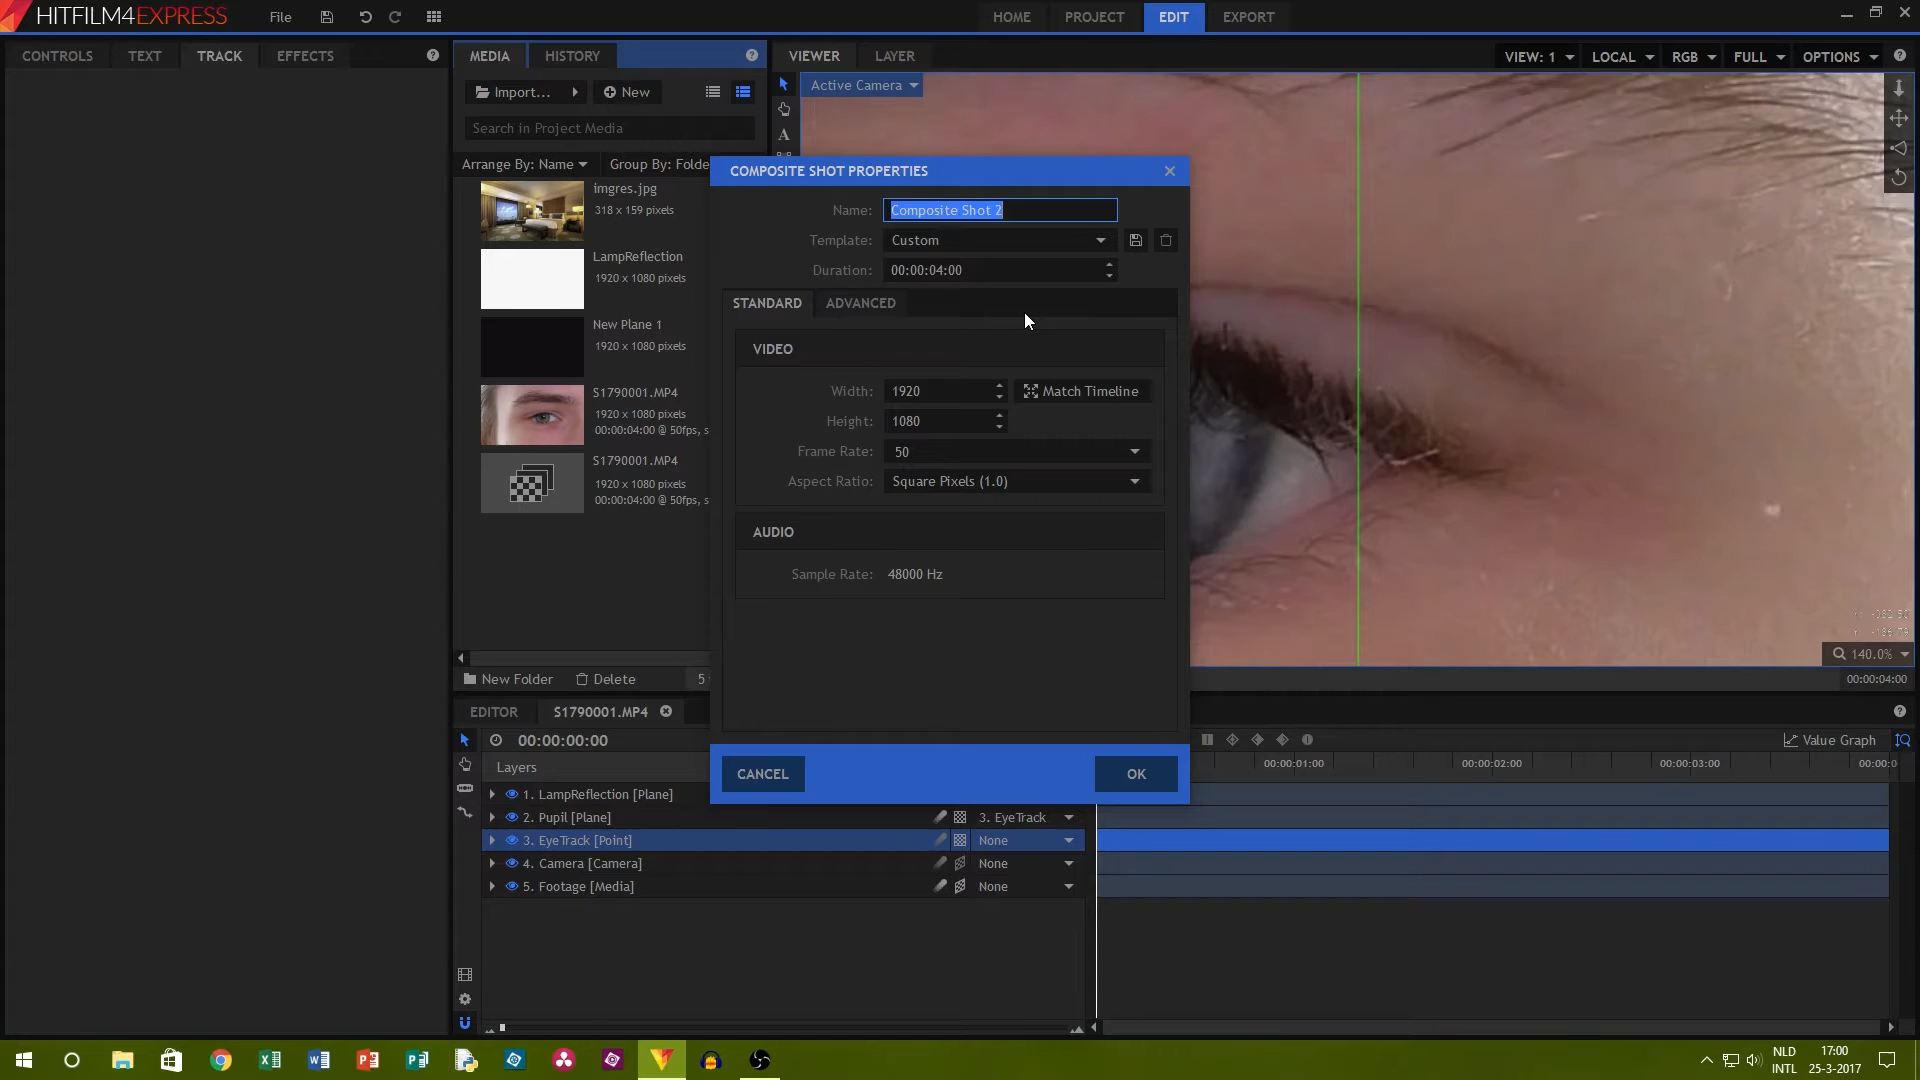 HITFILM4EXPRESS
File
HOME
PROJECT
EDIT
EXPORT
CONTROLS
TEXT
TRACK
EFFECTS
MEDIA
HISTORY
VIEWER
LAYER
VIEW: 1
LOCAL
RGB
FULL
OPTIONS
Import...
New
Active Camera
Search in Project Media
A
Arrange By: Name
Group By: Folde
imgres.jpg
318 x 159 pixels
LampReflection
1920 x 1080 pixels
New Plane 1
1920 x 1080 pixels
S1790001.MP4
1920 x 1080 pixels
00:00:04:00 @ 50fps, s
S1790001.MP4
1920 x 1080 pixels
00:00:04:00 @ 50fps, s
New Folder
Delete
5
COMPOSITE SHOT PROPERTIES
Name: Composite Shot 2
Template: Custom
Duration: 00:00:04:00
STANDARD
ADVANCED
VIDEO
Width: 1920
Match Timeline
Height: 1080
Frame Rate: 50
Aspect Ratio: Square Pixels (1.0)
AUDIO
Sample Rate: 48000 Hz
CANCEL
OK
140.0%
00:00:04:00
EDITOR
S1790001.MP4
00:00:00:00
Value Graph
Layers
00:00:01:00
00:00:02:00
00:00:03:00
00:00:0
1. LampReflection [Plane]
2. Pupil [Plane]
3. EyeTrack
3. EyeTrack [Point]
None
4. Camera [Camera]
None
5. Footage [Media]
None
NLD
INTL
17:00
25-3-2017